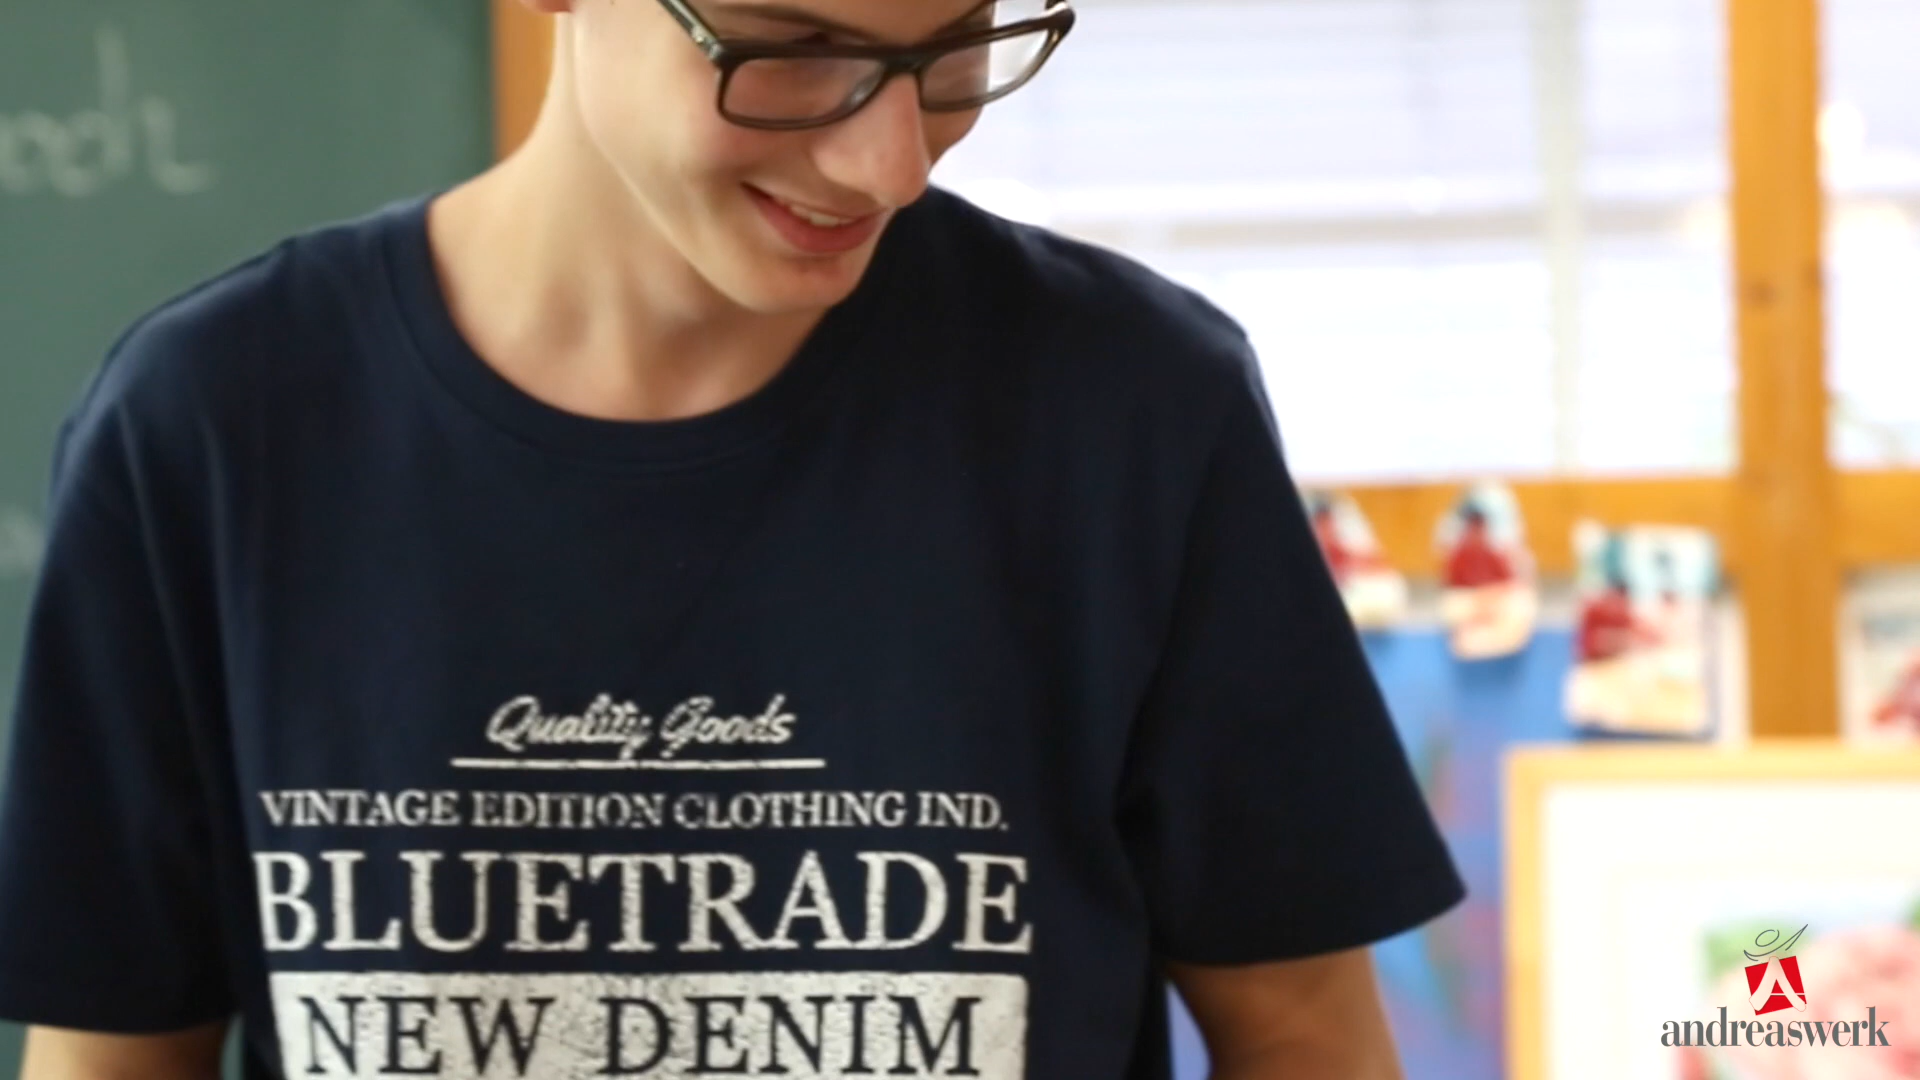 Quality Goods
VINTAGE EDITION CLOTHING IND.
BLUETRADE
NEW DENIM
andreaswerk